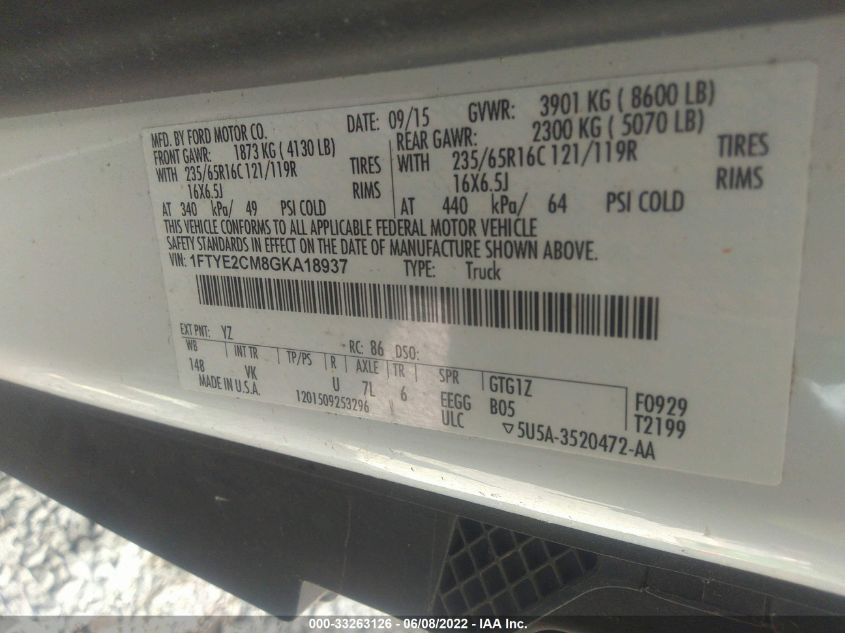 MFD. BY FORD MOTOR CO. DATE: 09/15 GVWR: 3901 KG ( 8600 LB)
FRONT GAWR: 1873 KG ( 4130 LB) REAR GAWR: 2300 KG ( 5070 LB)
WITH 235/65R16C 121/119R TIRES WITH 235/65R16C 121/119R TIRES
16X6.5J RIMS 16X6.5J RIMS
AT 340 kPa/ 49 PSI COLD AT 440 kPa/ 64 PSI COLD
THIS VEHICLE CONFORMS TO ALL APPLICABLE FEDERAL MOTOR VEHICLE
SAFETY STANDARDS IN EFFECT ON THE DATE OF MANUFACTURE SHOWN ABOVE.
VIN: 1FTYE2CM8GKA18937 TYPE: Truck
EXT PNT: YZ RC: 86 DSO:
WB INT TR TP/PS R AXLE TR SPR GTG1Z F0929
148 VK U 7L 6 EEGG B05 T2199
MADE IN U.S.A. 1201509253296 ULC ▽5U5A-3520472-AA
000-33263126 - 06/08/2022 - IAA Inc.